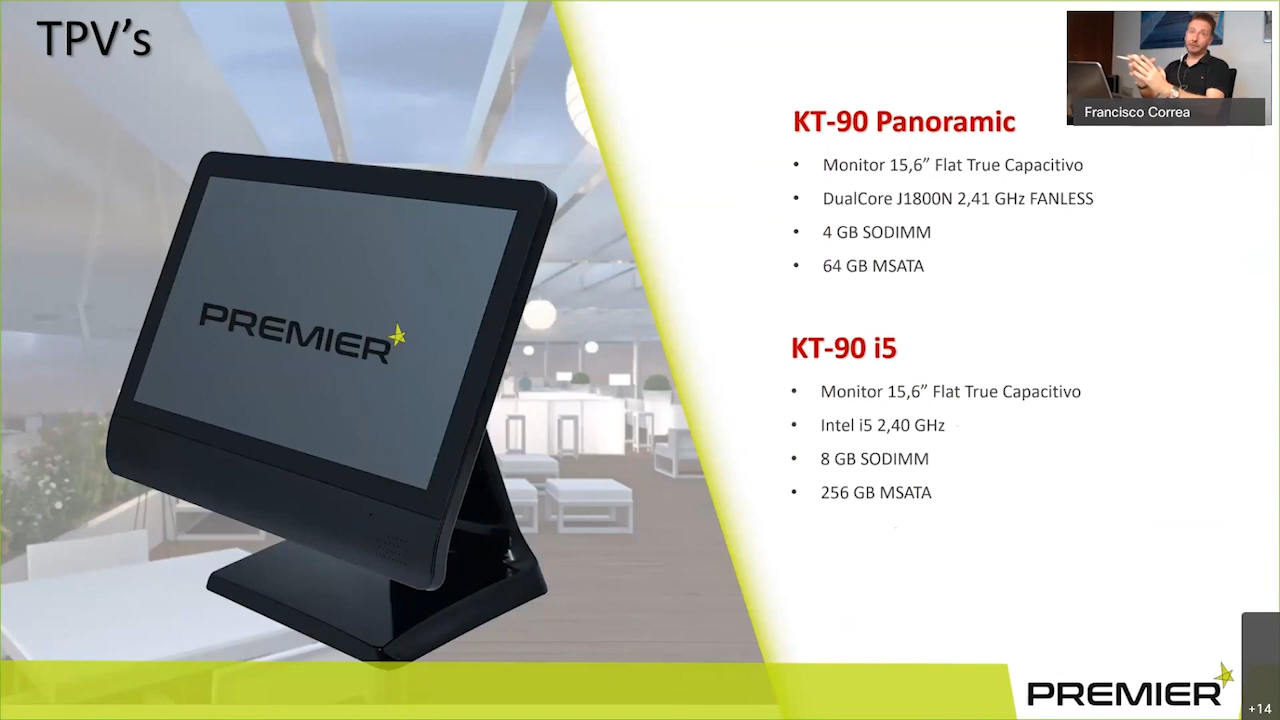 TPV's
PREMIER
Francisco Correa
KT-90 Panoramic
• Monitor 15,6” Flat True Capacitivo
• DualCore J1800N 2,41 GHz FANLESS
• 4 GB SODIMM
• 64 GB MSATA
KT-90 i5
• Monitor 15,6” Flat True Capacitivo
• Intel i5 2,40 GHz
• 8 GB SODIMM
• 256 GB MSATA
PREMIER
+14